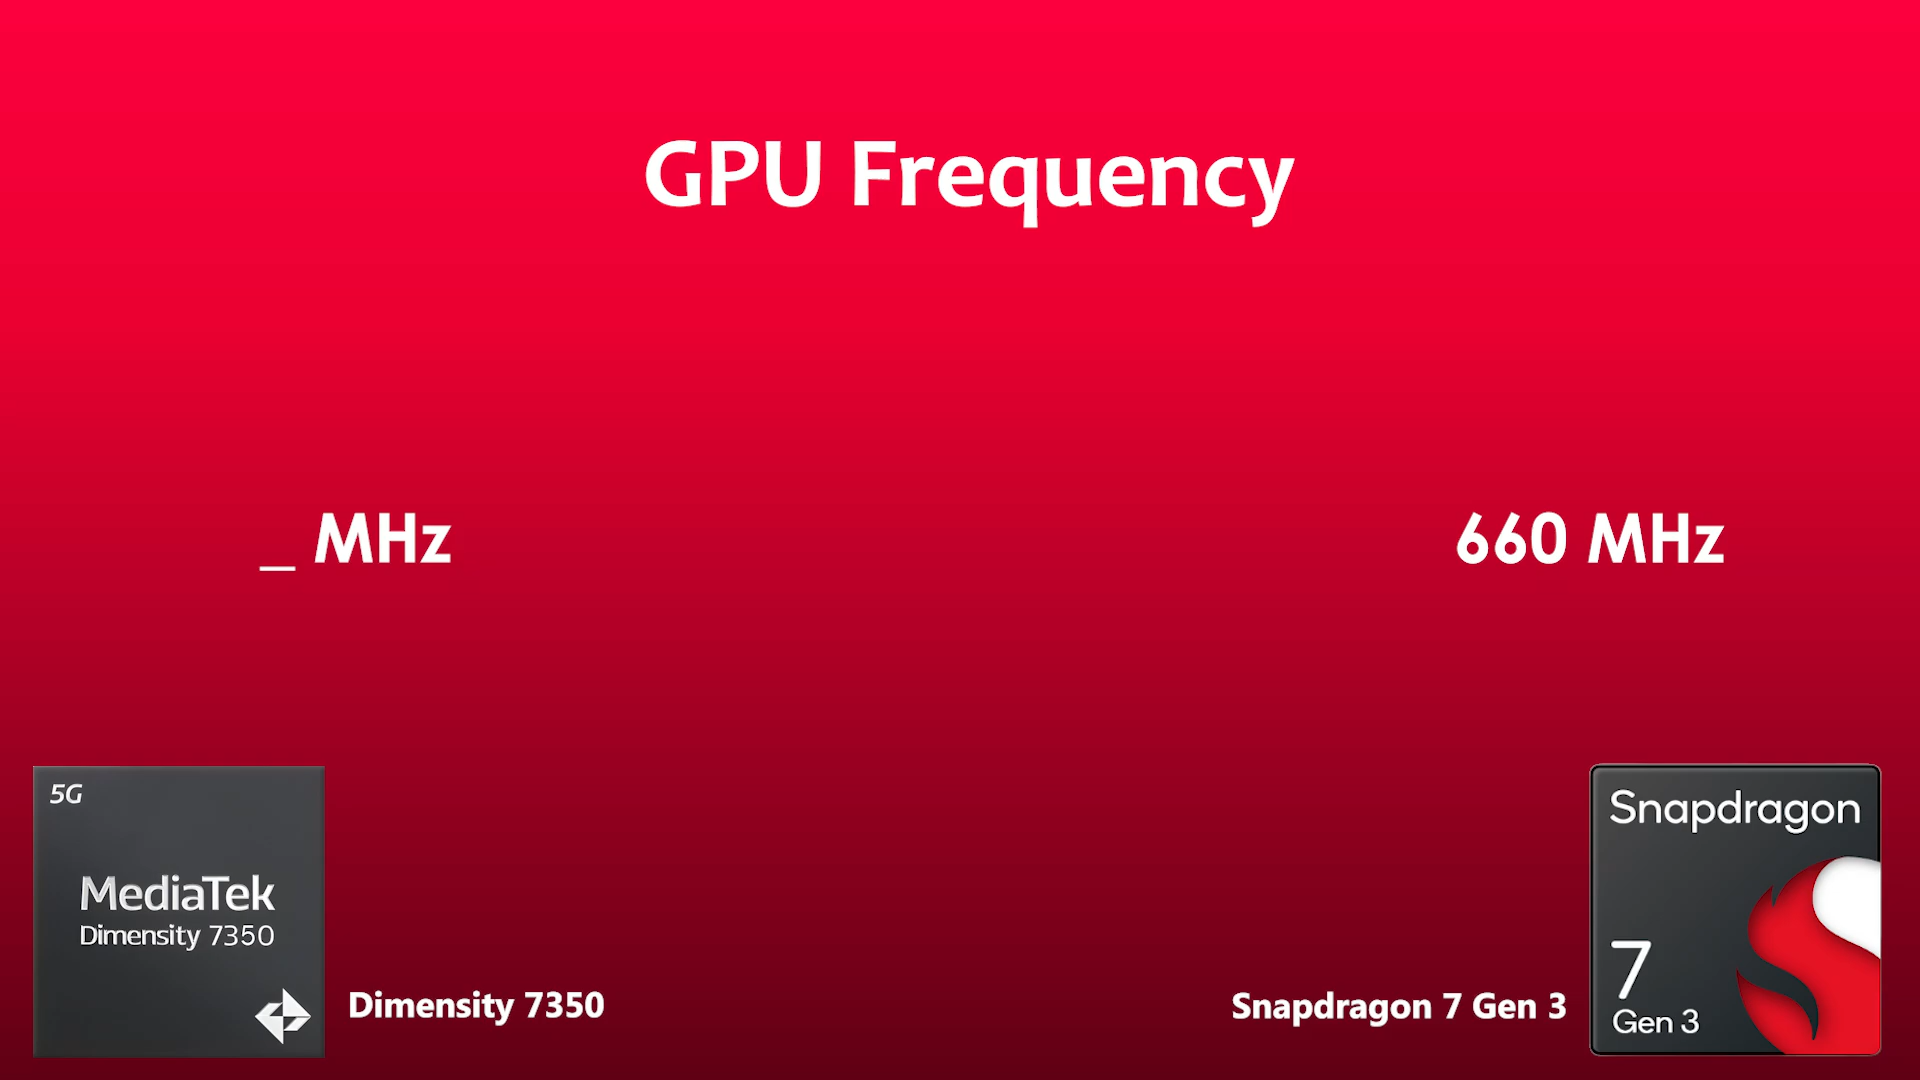 GPU Frequency
_ MHz
660 MHz
5G
MediaTek
Dimensity 7350
Dimensity 7350
Snapdragon 7 Gen 3
Snapdragon
7
Gen 3